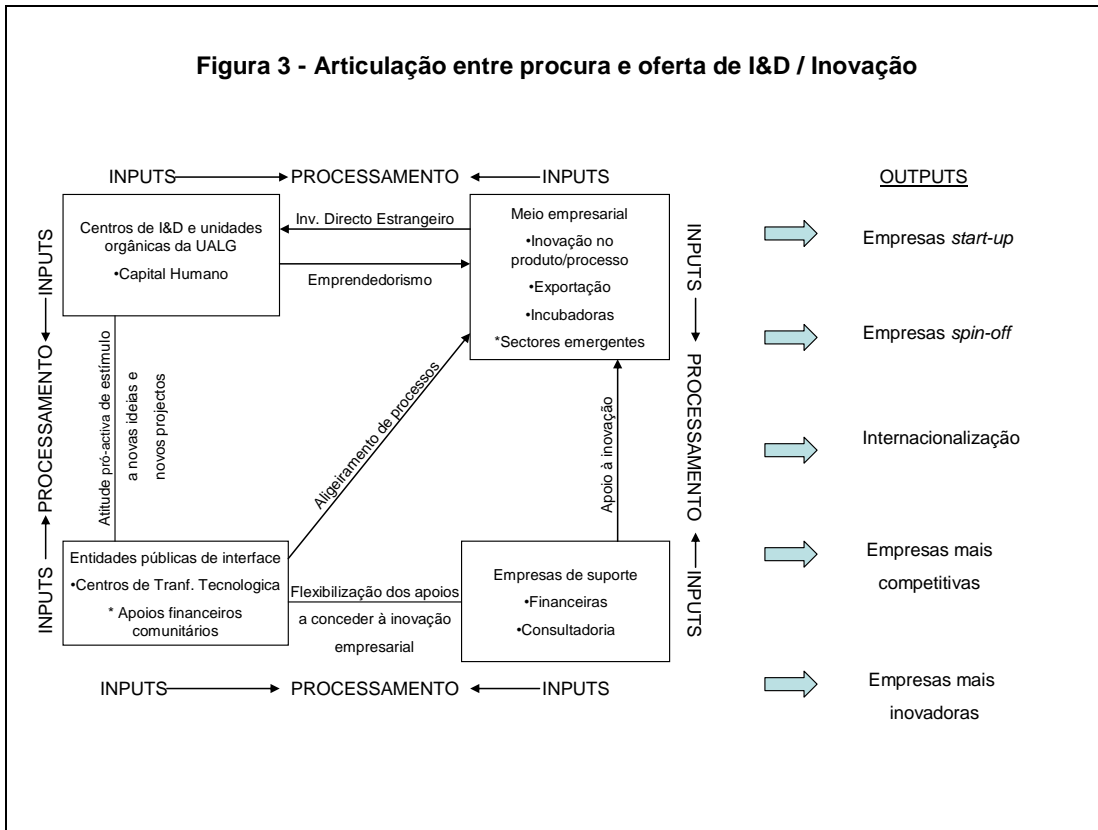 Figura 3 - Articulação entre procura e oferta de I&D / Inovação
INPUTS
PROCESSAMENTO
INPUTS
OUTPUTS
Centros de I&D e unidades
orgânicas da UALG
•Capital Humano
Inv. Directo Estrangeiro
Emprendedorismo
Meio empresarial
•Inovação no
produto/processo
•Exportação
•Incubadoras
*Sectores emergentes
INPUTS
PROCESSAMENTO
INPUTS
Atitude pró-activa de estímulo
a novas ideias e
novos projectos
Aligeiramento de processos
Apoio à inovação
INPUTS
PROCESSAMENTO
INPUTS
Entidades públicas de interface
•Centros de Tranf. Tecnologica
* Apoios financeiros
comunitários
Flexibilização dos apoios
a conceder à inovação
empresarial
Empresas de suporte
•Financeiras
•Consultadoria
INPUTS
PROCESSAMENTO
INPUTS
Empresas start-up
Empresas spin-off
Internacionalização
Empresas mais
competitivas
Empresas mais
inovadoras